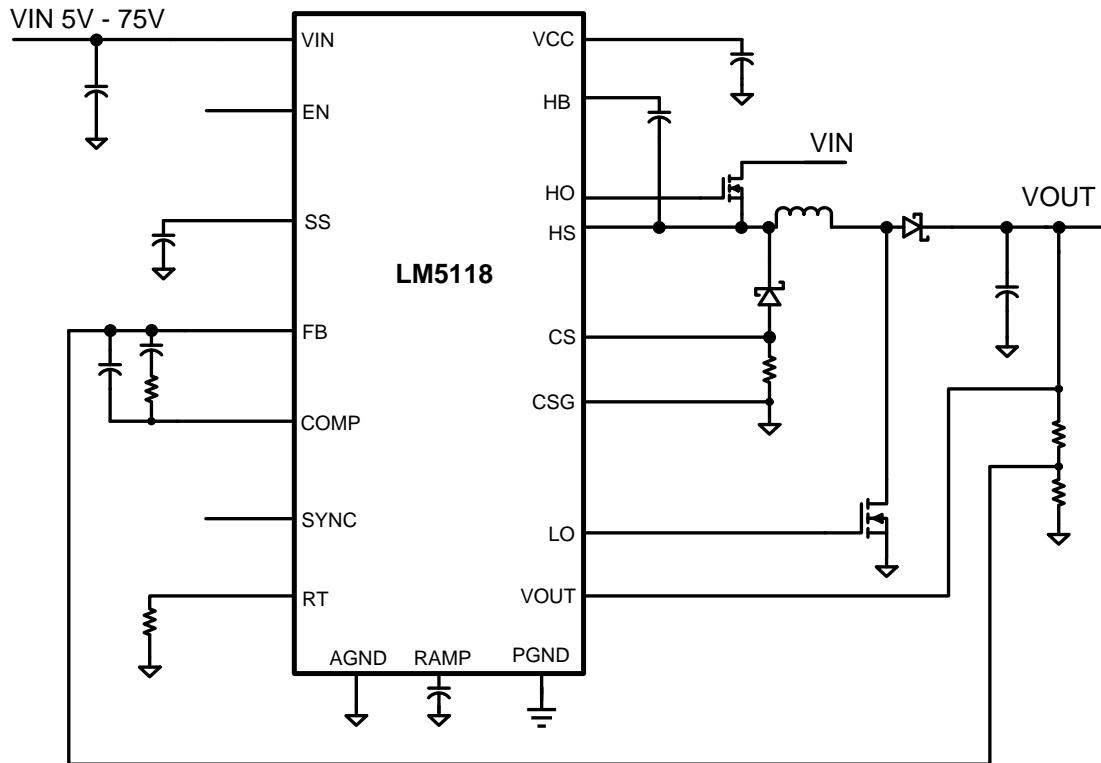 VIN 5V - 75V
VIN
VCC
EN
HB
VIN
HO
SS
HS
VOUT
LM5118
FB
CS
COMP
CSG
SYNC
LO
RT
VOUT
AGND
RAMP
PGND